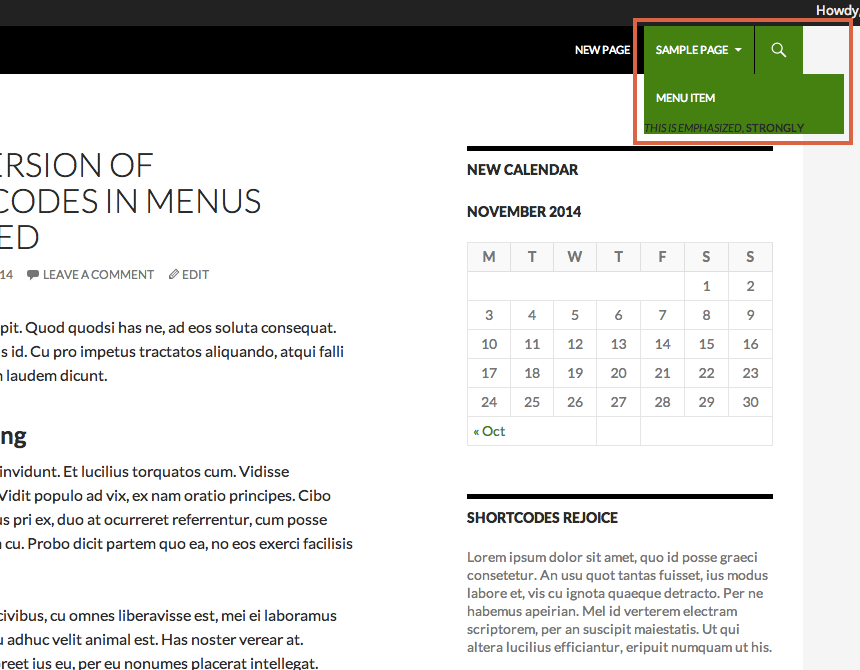 Howdy,
NEW PAGE SAMPLE PAGE
MENU ITEM
THIS IS EMPHASIZED, STRONGLY
ERSION OF
CODES IN MENUS
ED
14 LEAVE A COMMENT EDIT
pit. Quod quodsi has ne, ad eos soluta consequat.
s id. Cu pro impetus tractatos aliquando, atqui falli
n laudem dicunt.
ng
invidunt. Et lucilius torquatos cum. Vidisse
Vidit populo ad vix, ex nam oratio principes. Cibo
us pri ex, duo at ocurreret referrentur, cum posse
n cu. Probo dicit partem quo ea, no eos exerci facilisis
civibus, cu omnes liberavisse est, mei ei laboramus
u adhuc velit animal est. Has noster verear at.
reet ius eu, per eu nonumes placerat intellegat.
NEW CALENDAR
NOVEMBER 2014
M T W T F S S
1 2
3 4 5 6 7 8 9
10 11 12 13 14 15 16
17 18 19 20 21 22 23
24 25 26 27 28 29 30
« Oct
SHORTCODES REJOICE
Lorem ipsum dolor sit amet, quo id posse graeci
consetetur. An usu quot tantas fuisset, ius modus
labore et, vis cu ignota quaeque detracto. Per ne
habemus apeirian. Mel id verterem electram
scriptorem, per an suscipit maiestatis. Ut qui
altera lucilius efficiantur, eripuit numquam ut his.